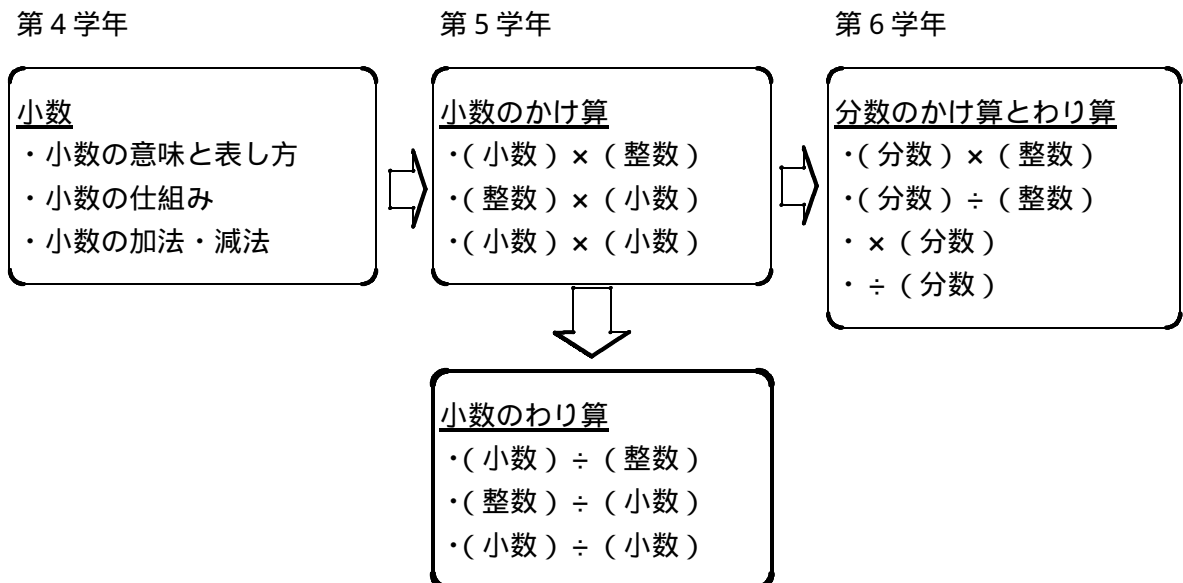 第4学年
小数
・小数の意味と表し方
・小数の仕組み
・小数の加法・減法
第5学年
小数のかけ算
・(小数)×(整数)
・(整数)×(小数)
・(小数)×(小数)
小数のわり算
・(小数)÷(整数)
・(整数)÷(小数)
・(小数)÷(小数)
第6学年
分数のかけ算とわり算
・(分数)×(整数)
・(分数)÷(整数)
・×(分数)
・÷(分数)